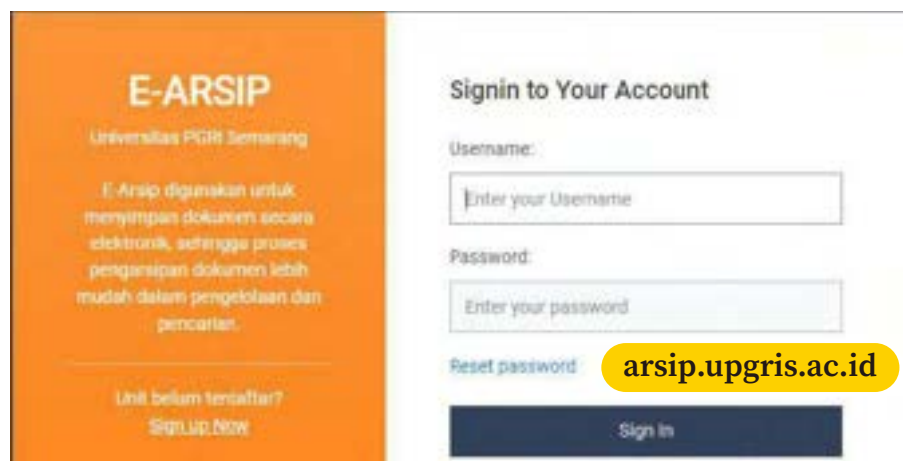 E-ARSIP
Universitas PGRI Semarang
E-Arsip digunakan untuk
menyimpan dokumen secara
elektronik, sehingga proses
pengarsipan dokumen lebih
mudah dalam pengelolaan dan
pencarian.
Unit belum terdaftar?
Sign up Now
Signin to Your Account
Username:
Enter your Username
Password:
Enter your password
Reset password
arsip.upgris.ac.id
Sign In